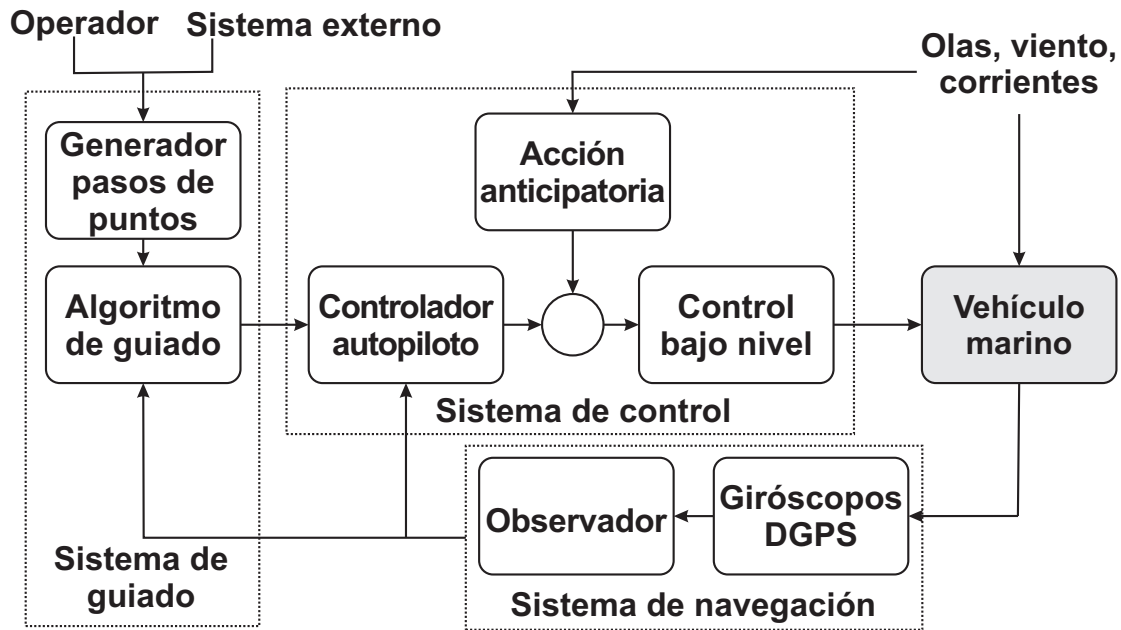 Operador
Sistema externo
Olas, viento,
corrientes
Generador
pasos de
puntos
Acción
anticipatoria
Algoritmo
de guiado
Controlador
autopiloto
Control
bajo nivel
Vehículo
marino
Sistema de control
Observador
Giróscopos
DGPS
Sistema de
guiado
Sistema de navegación